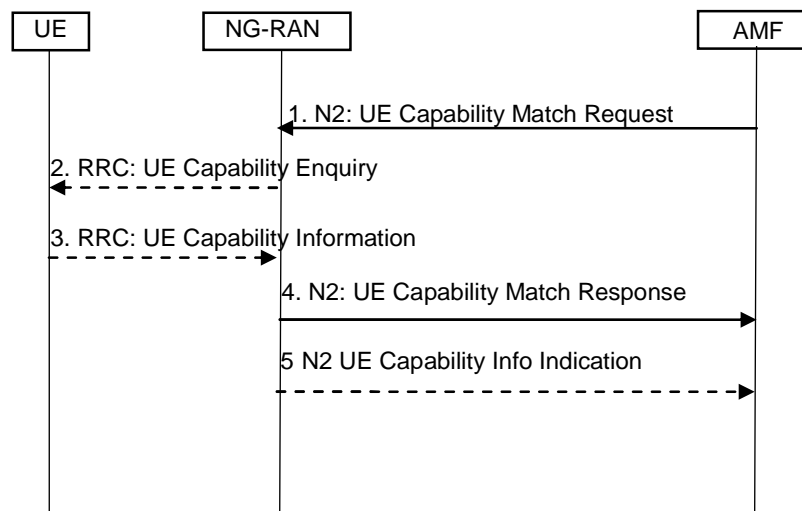 UE
NG-RAN
AMF
1. N2: UE Capability Match Request
2. RRC: UE Capability Enquiry
3. RRC: UE Capability Information
4. N2: UE Capability Match Response
5 N2 UE Capability Info Indication